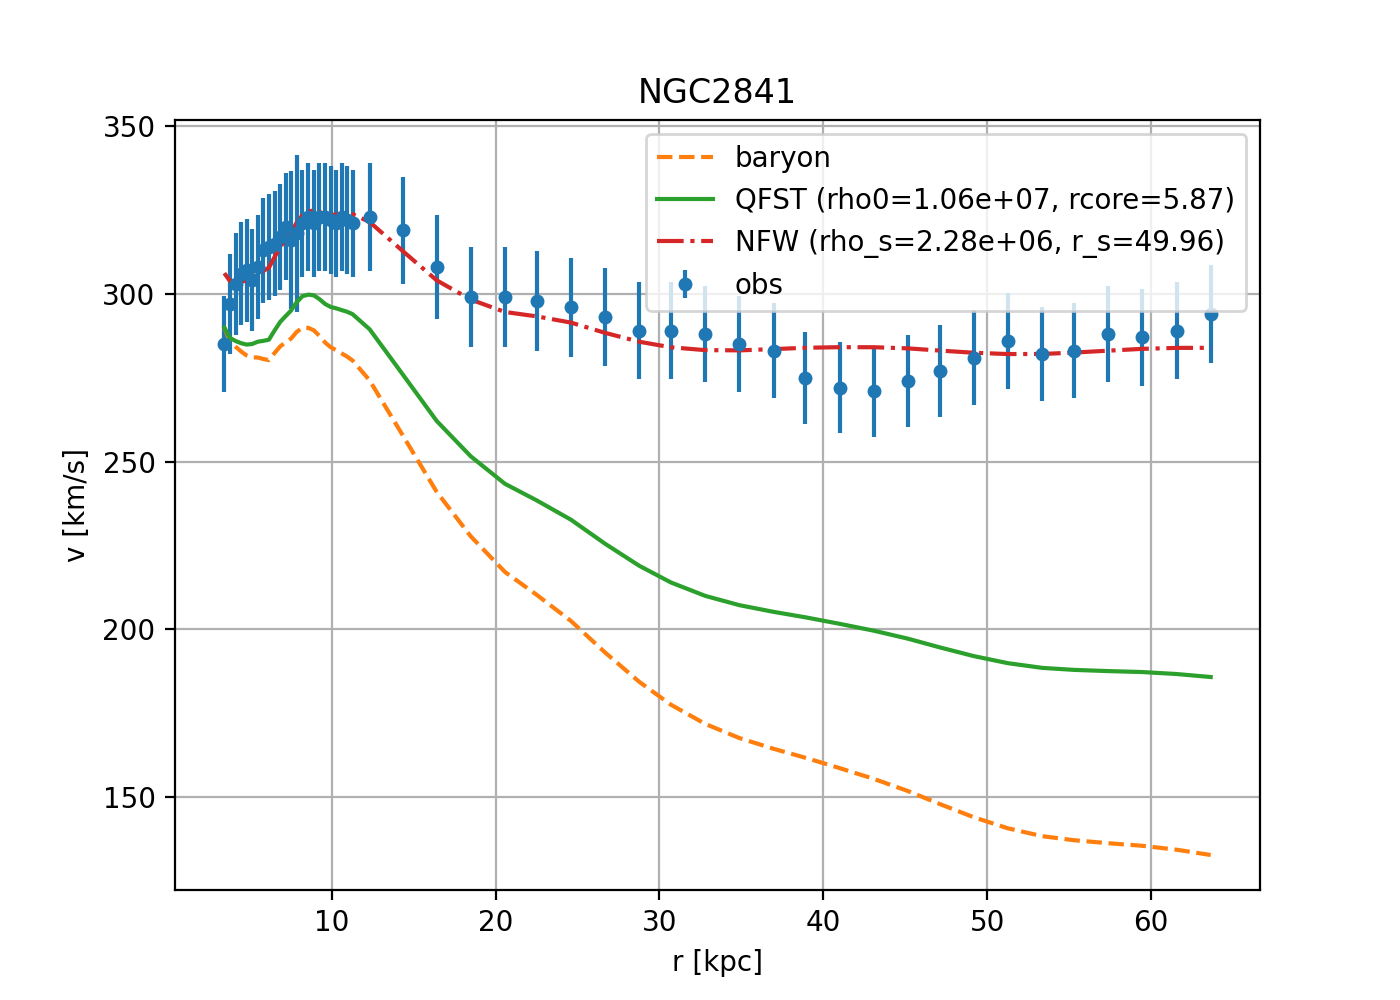 NGC2841
350
300
250
200
150
v [km/s]
baryon
QFST (rho0=1.06e+07, rcore=5.87)
NFW (rho_s=2.28e+06, r_s=49.96)
obs
10 20 30 40 50 60
r [kpc]